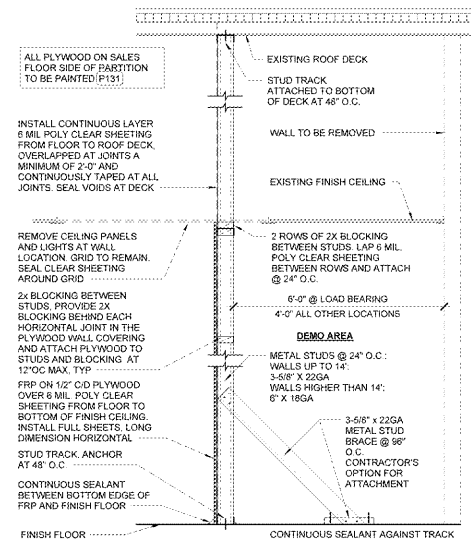 ALL PLYWOOD ON SALES
FLOOR SIDE OF PARTITION
TO BE PAINTED P131
INSTALL CONTINUOUS LAYER
6 MIL POLY CLEAR SHEETING
FROM FLOOR TO ROOF DECK,
OVERLAPPED AT JOINTS A
MINIMUM OF 2'-0" AND
CONTINUOUSLY TAPED AT ALL
JOINTS. SEAL VOIDS AT DECK
REMOVE CEILING PANELS
AND LIGHTS AT WALL
LOCATION. GRID TO REMAIN.
SEAL CLEAR SHEETING
AROUND GRID
2x BLOCKING BETWEEN
STUDS, PROVIDE 2X
BLOCKING BEHIND EACH
HORIZONTAL JOINT IN THE
PLYWOOD WALL COVERING
AND ATTACH PLYWOOD TO
STUDS AND BLOCKING AT
12"OC MAX, TYP
FRP ON 1/2" C/D PLYWOOD
OVER 6 MIL POLY CLEAR
SHEETING FROM FLOOR TO
BOTTOM OF FINISH CEILING.
INSTALL FULL SHEETS, LONG
DIMENSION HORIZONTAL
STUD TRACK, ANCHOR
AT 48" O.C.
CONTINUOUS SEALANT
BETWEEN BOTTOM EDGE OF
FRP AND FINISH FLOOR
FINISH FLOOR
EXISTING ROOF DECK
STUD TRACK
ATTACHED TO BOTTOM
OF DECK AT 48" O.C.
WALL TO BE REMOVED
EXISTING FINISH CEILING
2 ROWS OF 2X BLOCKING
BETWEEN STUDS. LAP 6 MIL.
POLY CLEAR SHEETING
BETWEEN ROWS AND ATTACH
@ 24" O.C.
6'-0" @ LOAD BEARING
4'-0" ALL OTHER LOCATIONS
DEMO AREA
METAL STUDS @ 24" O.C.:
WALLS UP TO 14':
3-5/8" X 22GA
WALLS HIGHER THAN 14':
6" X 18GA
3-5/8" x 22GA
METAL STUD
BRACE @ 96"
O.C.
CONTRACTOR'S
OPTION FOR
ATTACHMENT
CONTINUOUS SEALANT AGAINST TRACK